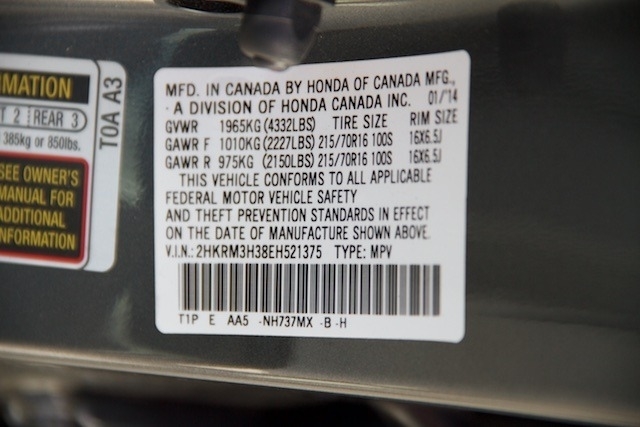 IMATION
T 2 REAR 3
385kg or 850lbs.
SEE OWNER'S
MANUAL FOR
ADDITIONAL
INFORMATION
TOA A3
MFD. IN CANADA BY HONDA OF CANADA MFG.,
A DIVISION OF HONDA CANADA INC. 01/14
GVWR 1965KG (4332LBS) TIRE SIZE RIM SIZE
GAWR F 1010KG (2227LBS) 215/70R16 100S 16X6.5J
GAWR R 975KG (2150LBS) 215/70R16 100S 16X6.5J
THIS VEHICLE CONFORMS TO ALL APPLICABLE
FEDERAL MOTOR VEHICLE SAFETY
AND THEFT PREVENTION STANDARDS IN EFFECT
ON THE DATE OF MANUFACTURE SHOWN ABOVE.
V.I.N.: 2HKRM3H38EH521375 TYPE: MPV
T1P E AA5 -NH737MX -B -H